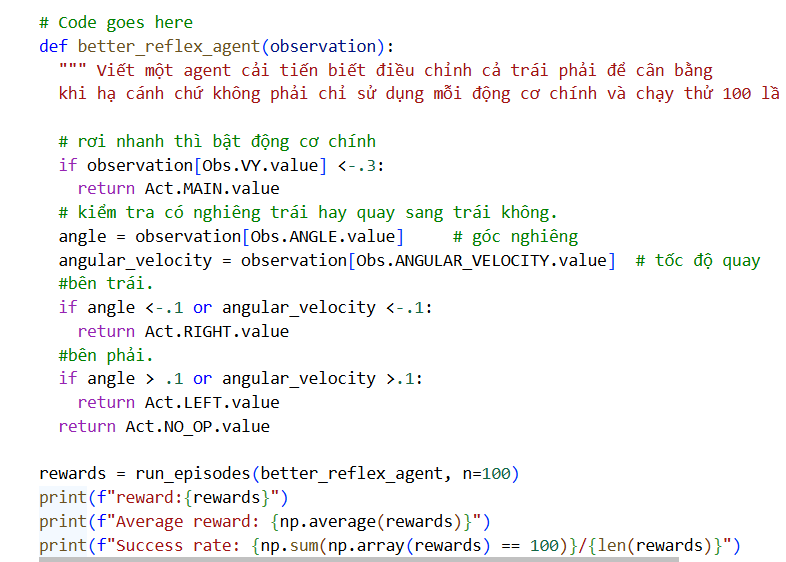 # Code goes here
def better_reflex_agent(observation):
""" Viết một agent cải tiến biết điều chỉnh cả trái phải để cân bằng
khi hạ cánh chứ không phải chỉ sử dụng mỗi động cơ chính và chạy thử 100 lầ
# rơi nhanh thì bật động cơ chính
if observation[Obs.VY.value] <-.3:
return Act.MAIN.value
# kiểm tra có nghiêng trái hay quay sang trái không.
angle = observation[Obs.ANGLE.value]     # góc nghiêng
angular_velocity = observation[Obs.ANGULAR_VELOCITY.value]  # tốc độ quay
#bên trái.
if angle <-.1 or angular_velocity <-.1:
return Act.RIGHT.value
#bên phải.
if angle > .1 or angular_velocity >.1:
return Act.LEFT.value
return Act.NO_OP.value
rewards = run_episodes(better_reflex_agent, n=100)
print(f"reward:{rewards}")
print(f"Average reward: {np.average(rewards)}")
print(f"Success rate: {np.sum(np.array(rewards) == 100)}/{len(rewards)}")